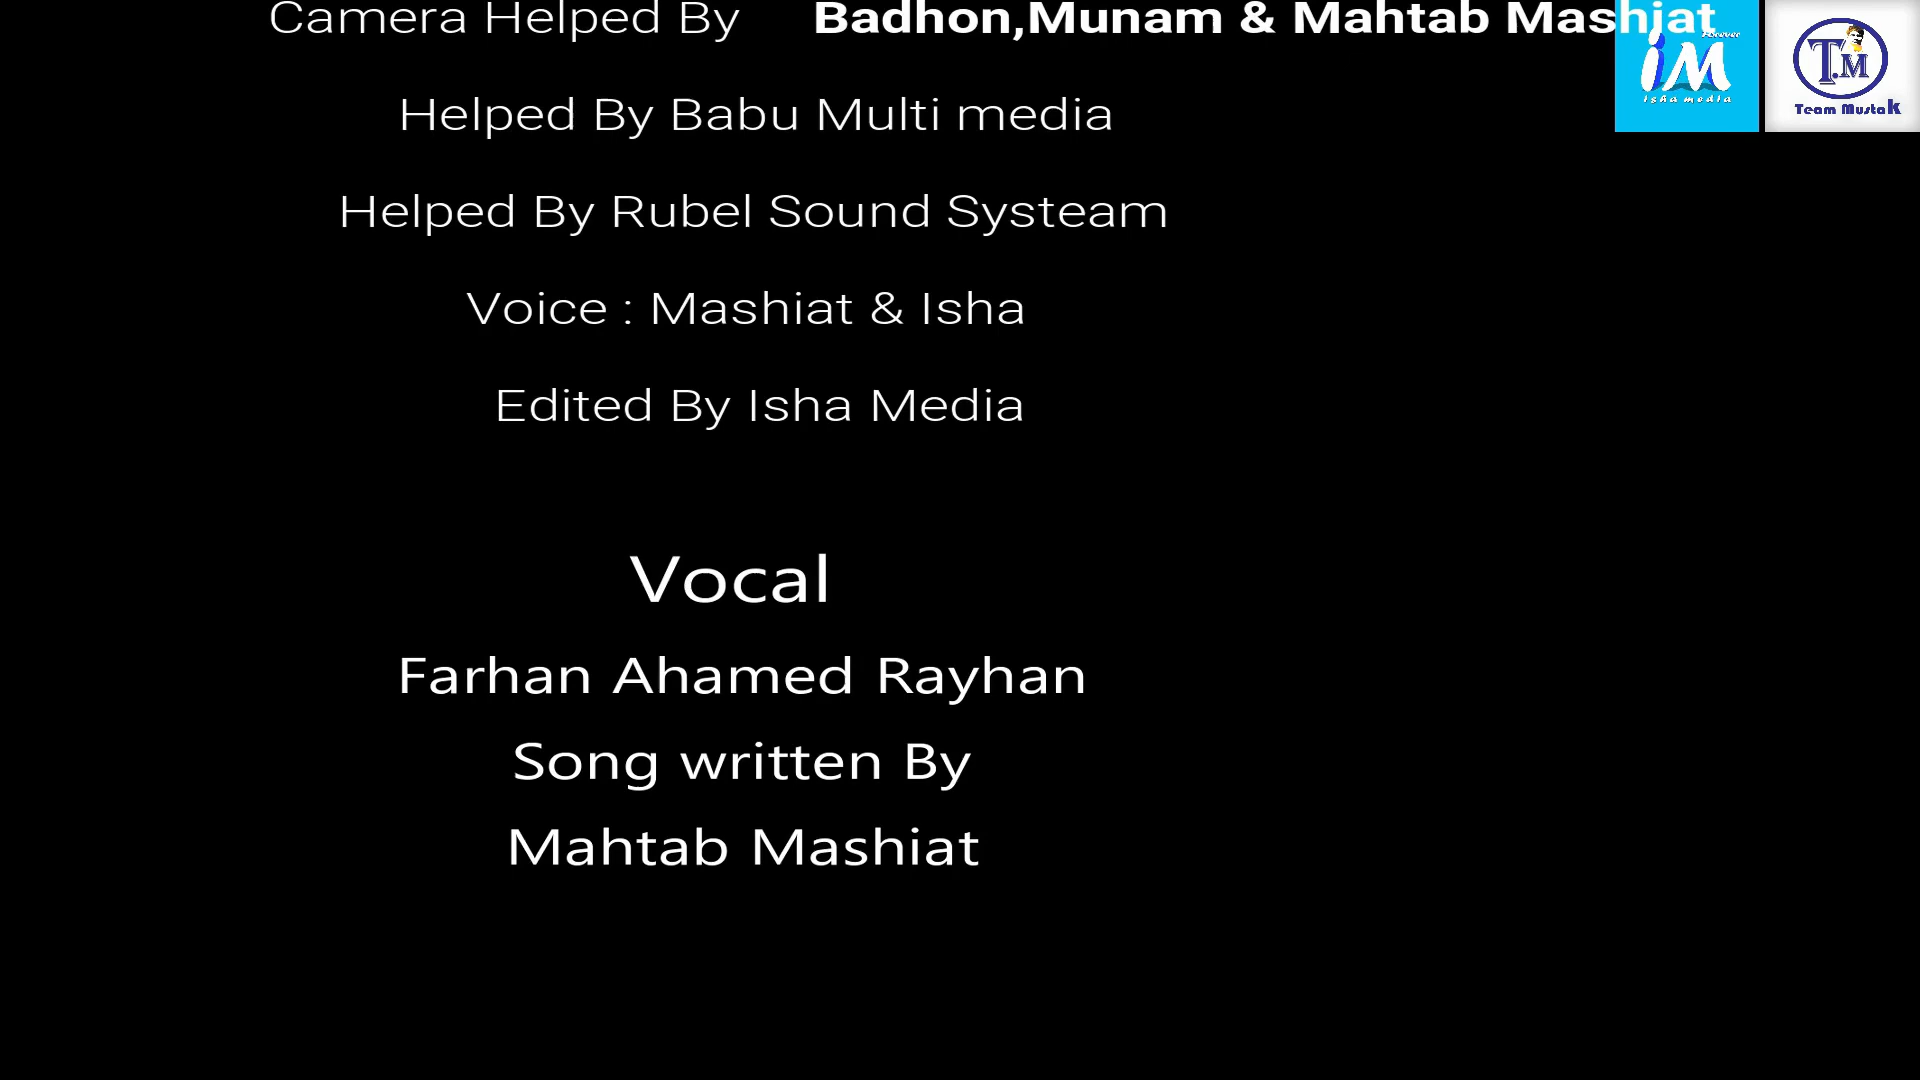 Camera Helped By Badhon,Munam & Mahtab Mashiat
Forever
iM
isha media
T.M
Team Mustak
Helped By Babu Multi media
Helped By Rubel Sound Systeam
Voice : Mashiat & Isha
Edited By Isha Media
Vocal
Farhan Ahamed Rayhan
Song written By
Mahtab Mashiat